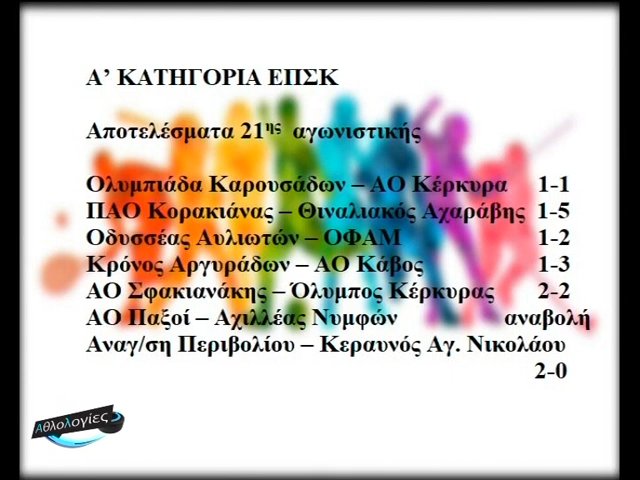 Α’ ΚΑΤΗΓΟΡΙΑ ΕΠΣΚ
Αποτελέσματα 21ης αγωνιστικής
Ολυμπιάδα Καρουσάδων – ΑΟ Κέρκυρα 1-1
ΠΑΟ Κορακιάνας – Θιναλιακός Αχαράβης 1-5
Οδυσσέας Αυλιωτών – ΟΦΑΜ 1-2
Κρόνος Αργυράδων – ΑΟ Κάβος 1-3
ΑΟ Σφακιανάκης – Όλυμπος Κέρκυρας 2-2
ΑΟ Παξοί – Αχιλλέας Νυμφών αναβολή
Αναγ/ση Περιβολίου – Κεραυνός Αγ. Νικολάου
2-0
Αθλολογίες